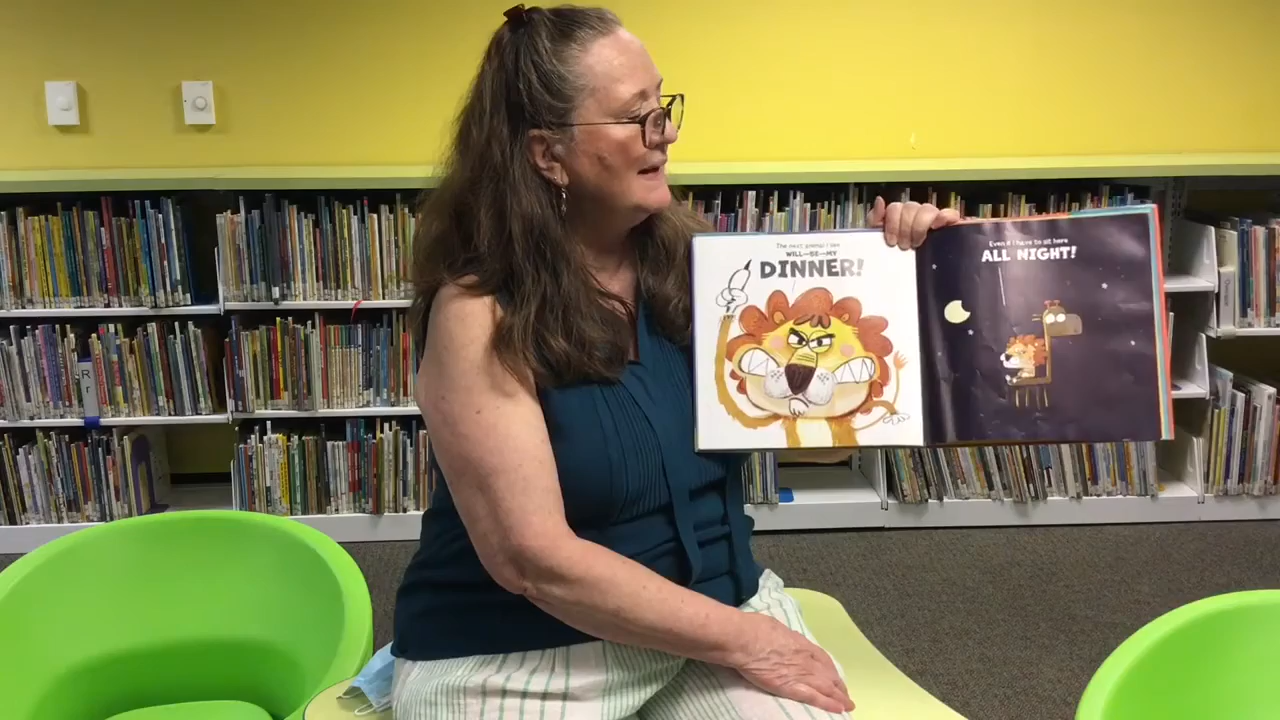 The next animal I see
WILL—BE—MY
DINNER!
Even if I have to sit here
ALL NIGHT!
R
r